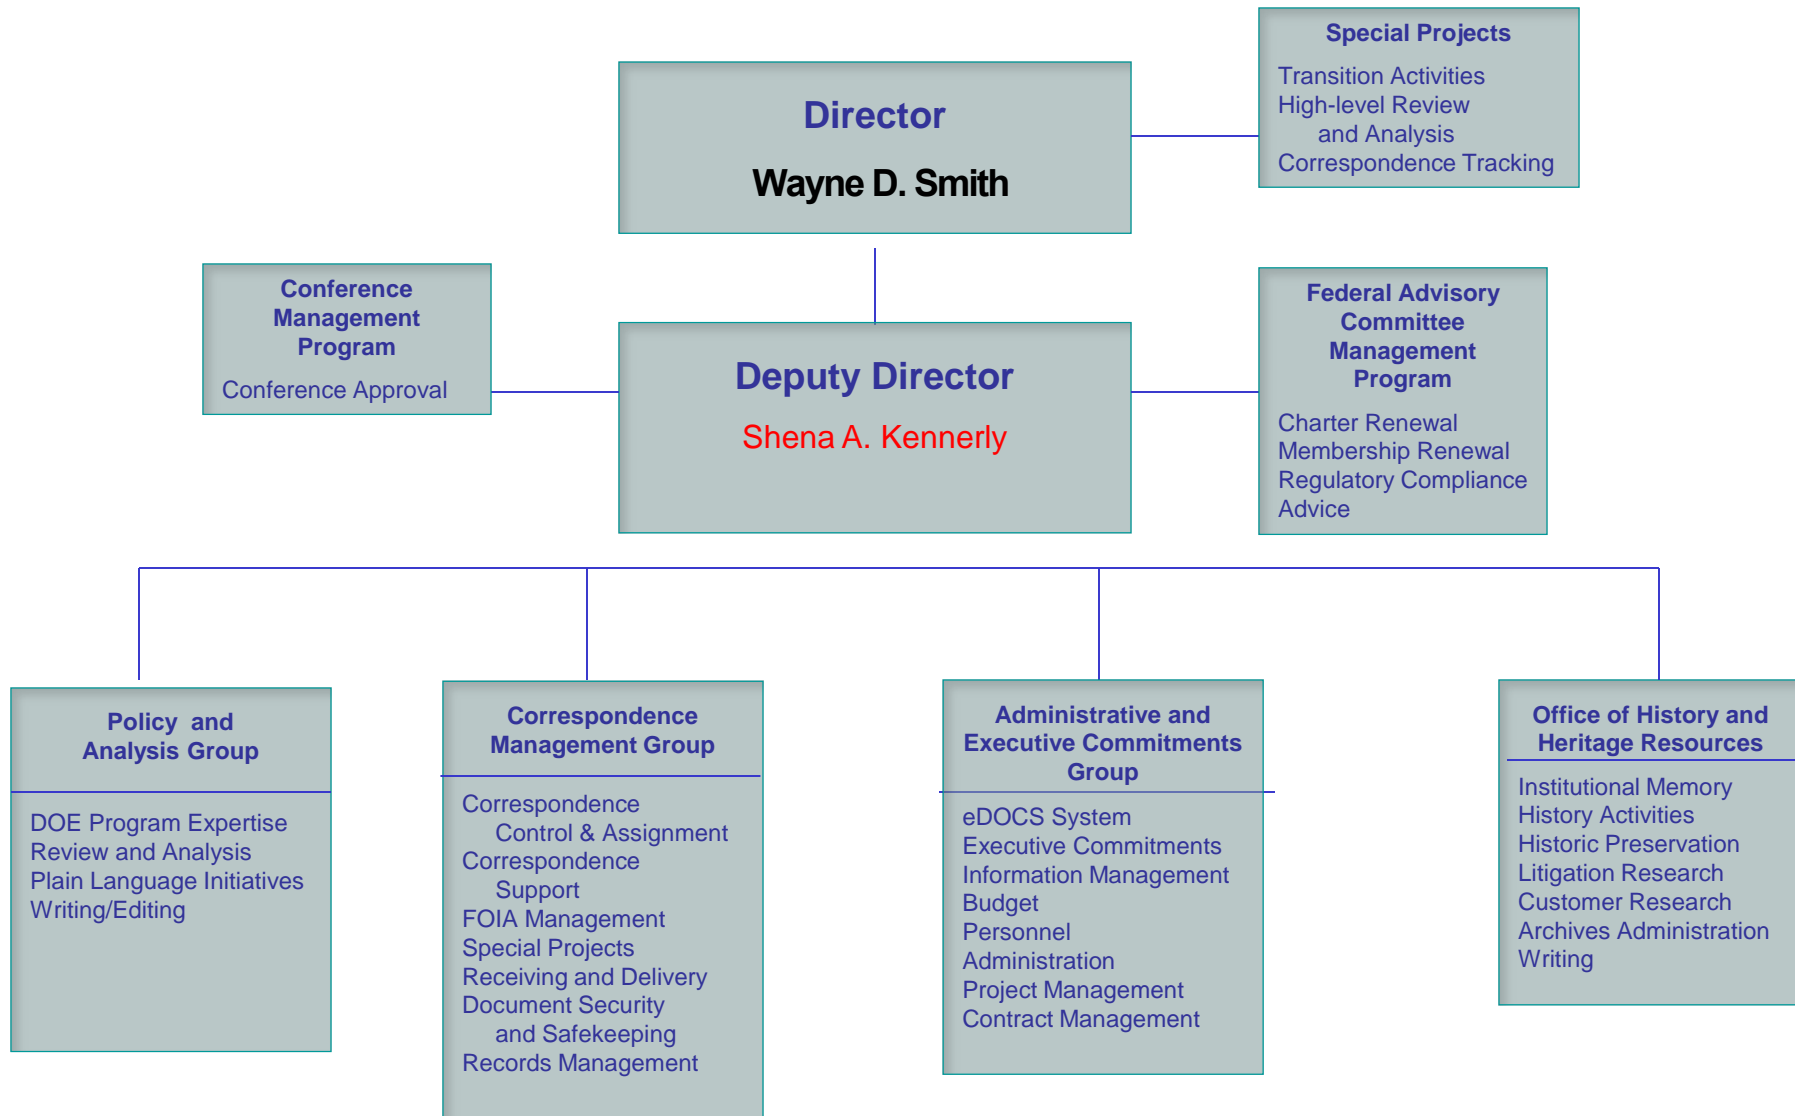 Special Projects
Transition Activities
High-level Review
and Analysis
Correspondence Tracking
Director
Wayne D. Smith
Conference
Management
Program
Conference Approval
Deputy Director
Shena A. Kennerly
Federal Advisory
Committee
Management
Program
Charter Renewal
Membership Renewal
Regulatory Compliance
Advice
Policy and
Analysis Group
DOE Program Expertise
Review and Analysis
Plain Language Initiatives
Writing/Editing
Correspondence
Management Group
Correspondence
Control & Assignment
Correspondence
Support
FOIA Management
Special Projects
Receiving and Delivery
Document Security
and Safekeeping
Records Management
Administrative and
Executive Commitments
Group
eDOCS System
Executive Commitments
Information Management
Budget
Personnel
Administration
Project Management
Contract Management
Office of History and
Heritage Resources
Institutional Memory
History Activities
Historic Preservation
Litigation Research
Customer Research
Archives Administration
Writing